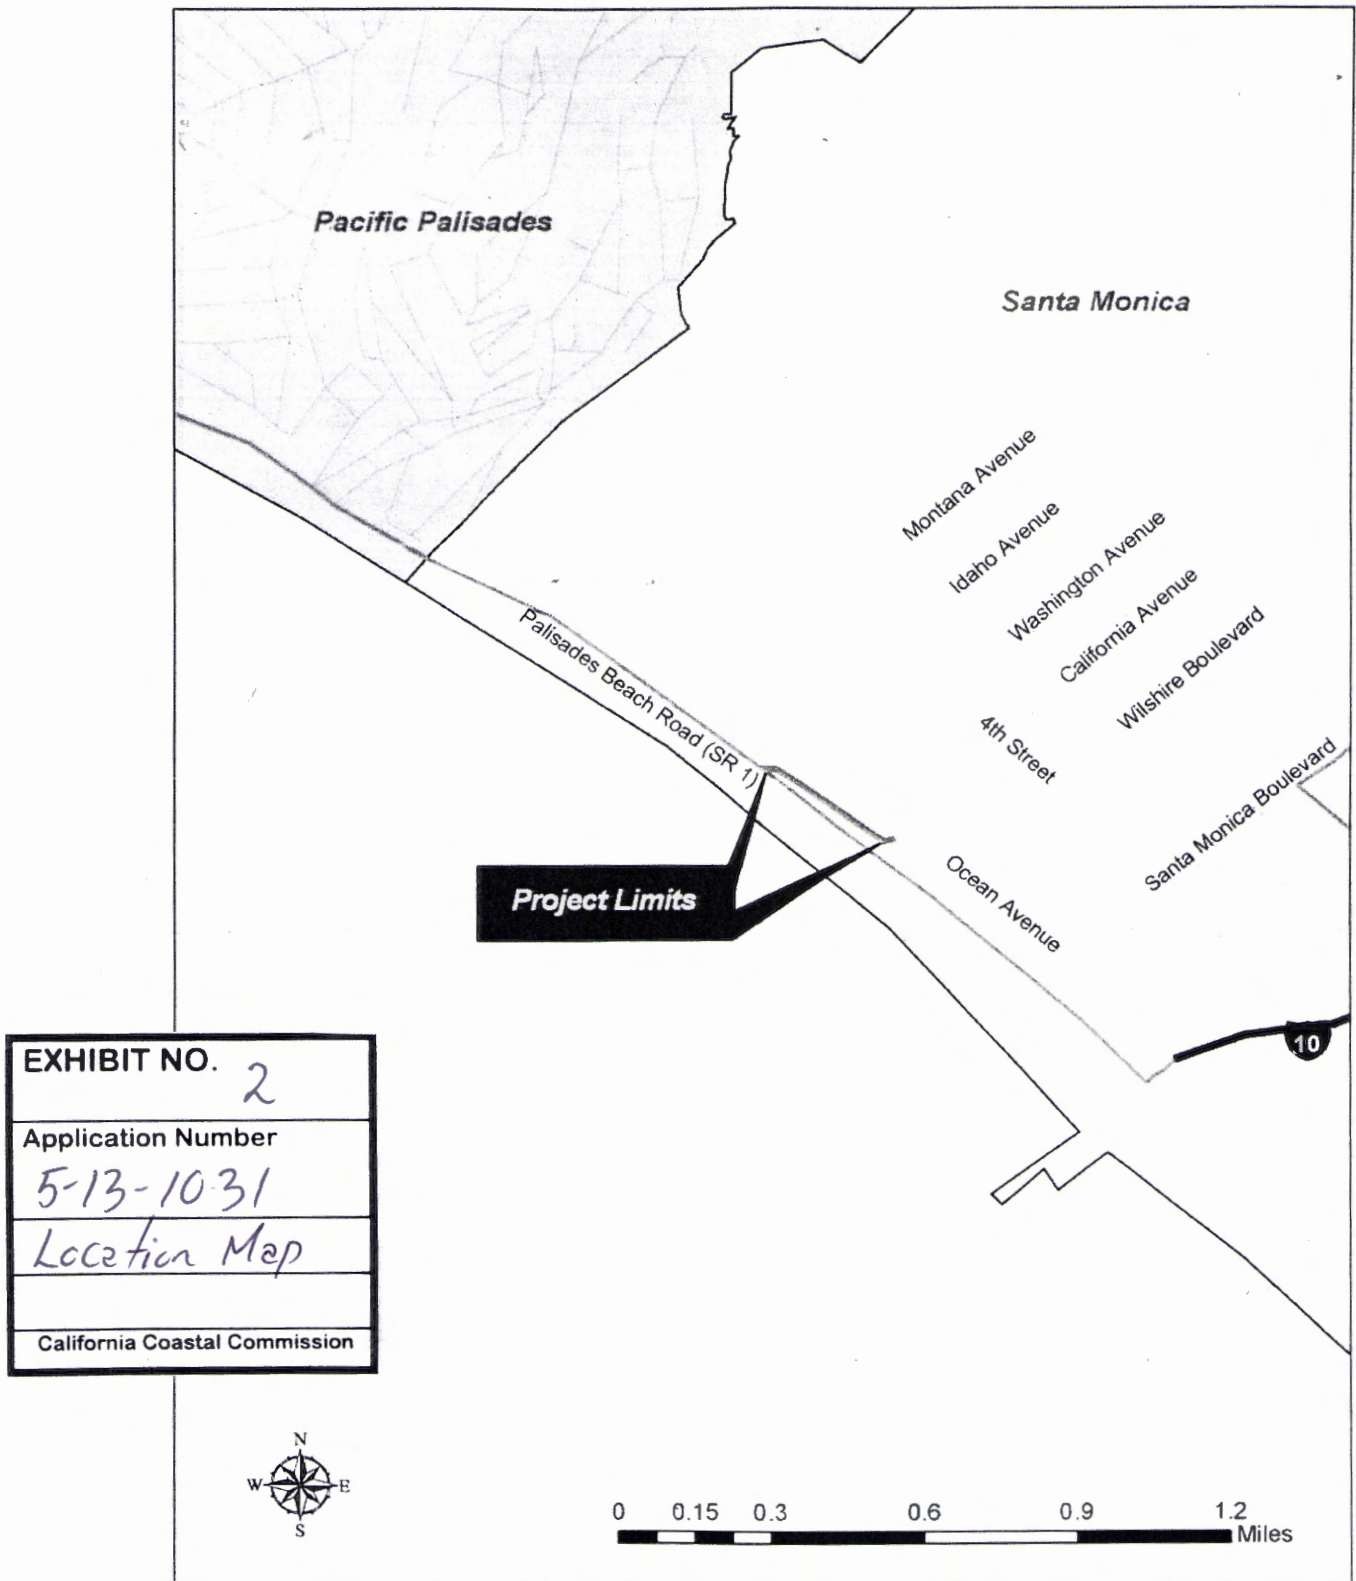 Pacific Palisades
Santa Monica
Montana Avenue
Idaho Avenue
Washington Avenue
California Avenue
Wilshire Boulevard
4th Street
Santa Monica Boulevard
Palisades Beach Road (SR 1)
Ocean Avenue
Project Limits
10
EXHIBIT NO. 2
Application Number
5-13-1031
Location Map
California Coastal Commission
N
W E
S
0 0.15 0.3 0.6 0.9 1.2
Miles